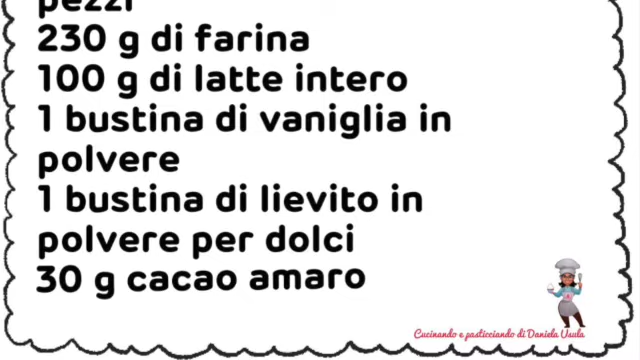 pezzi
230 g di farina
100 g di latte intero
1 bustina di vaniglia in
polvere
1 bustina di lievito in
polvere per dolci
30 g cacao amaro
Cucinando e pasticciando di Daniela Usula